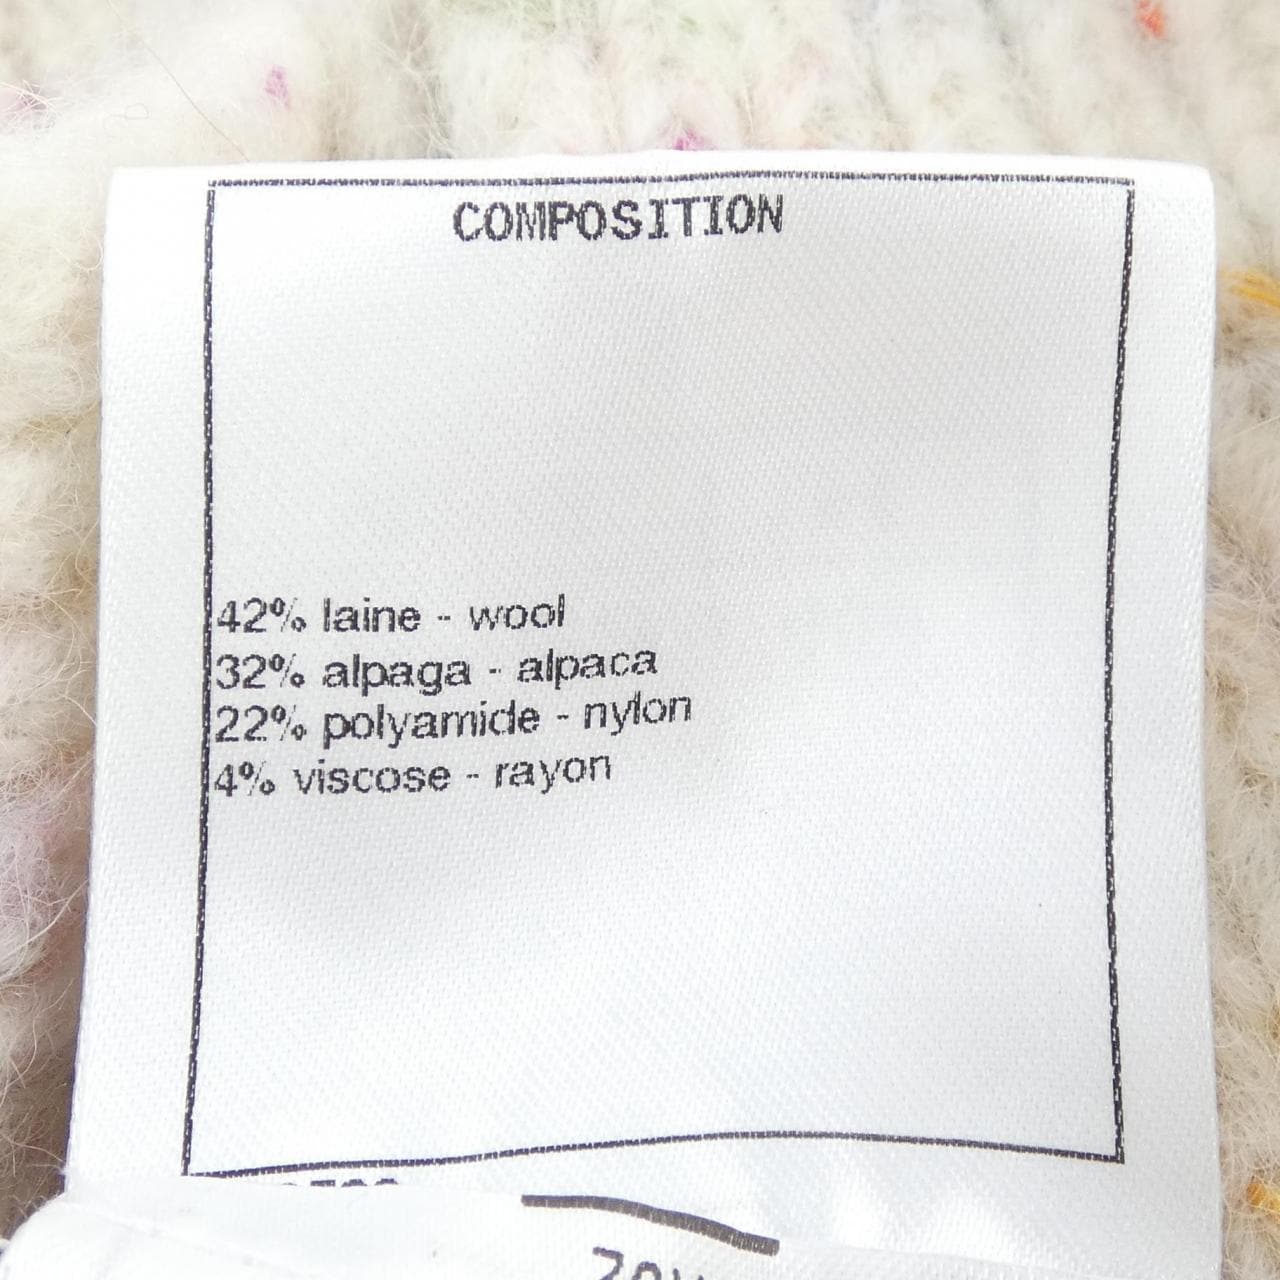 COMPOSITION
42% laine - wool
32% alpaga - alpaca
22% polyamide - nylon
4% viscose - rayon